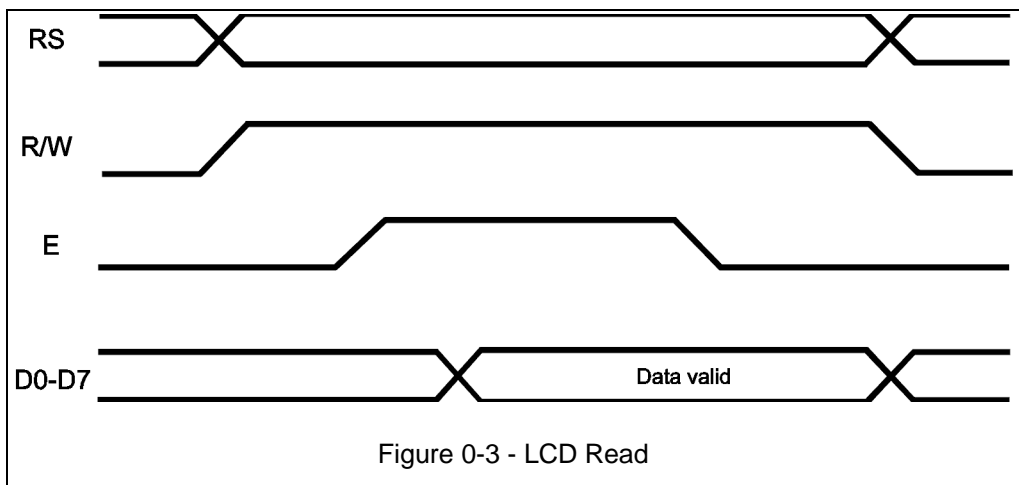 RS
R/W
E
D0-D7 Data valid
Figure 0-3 - LCD Read